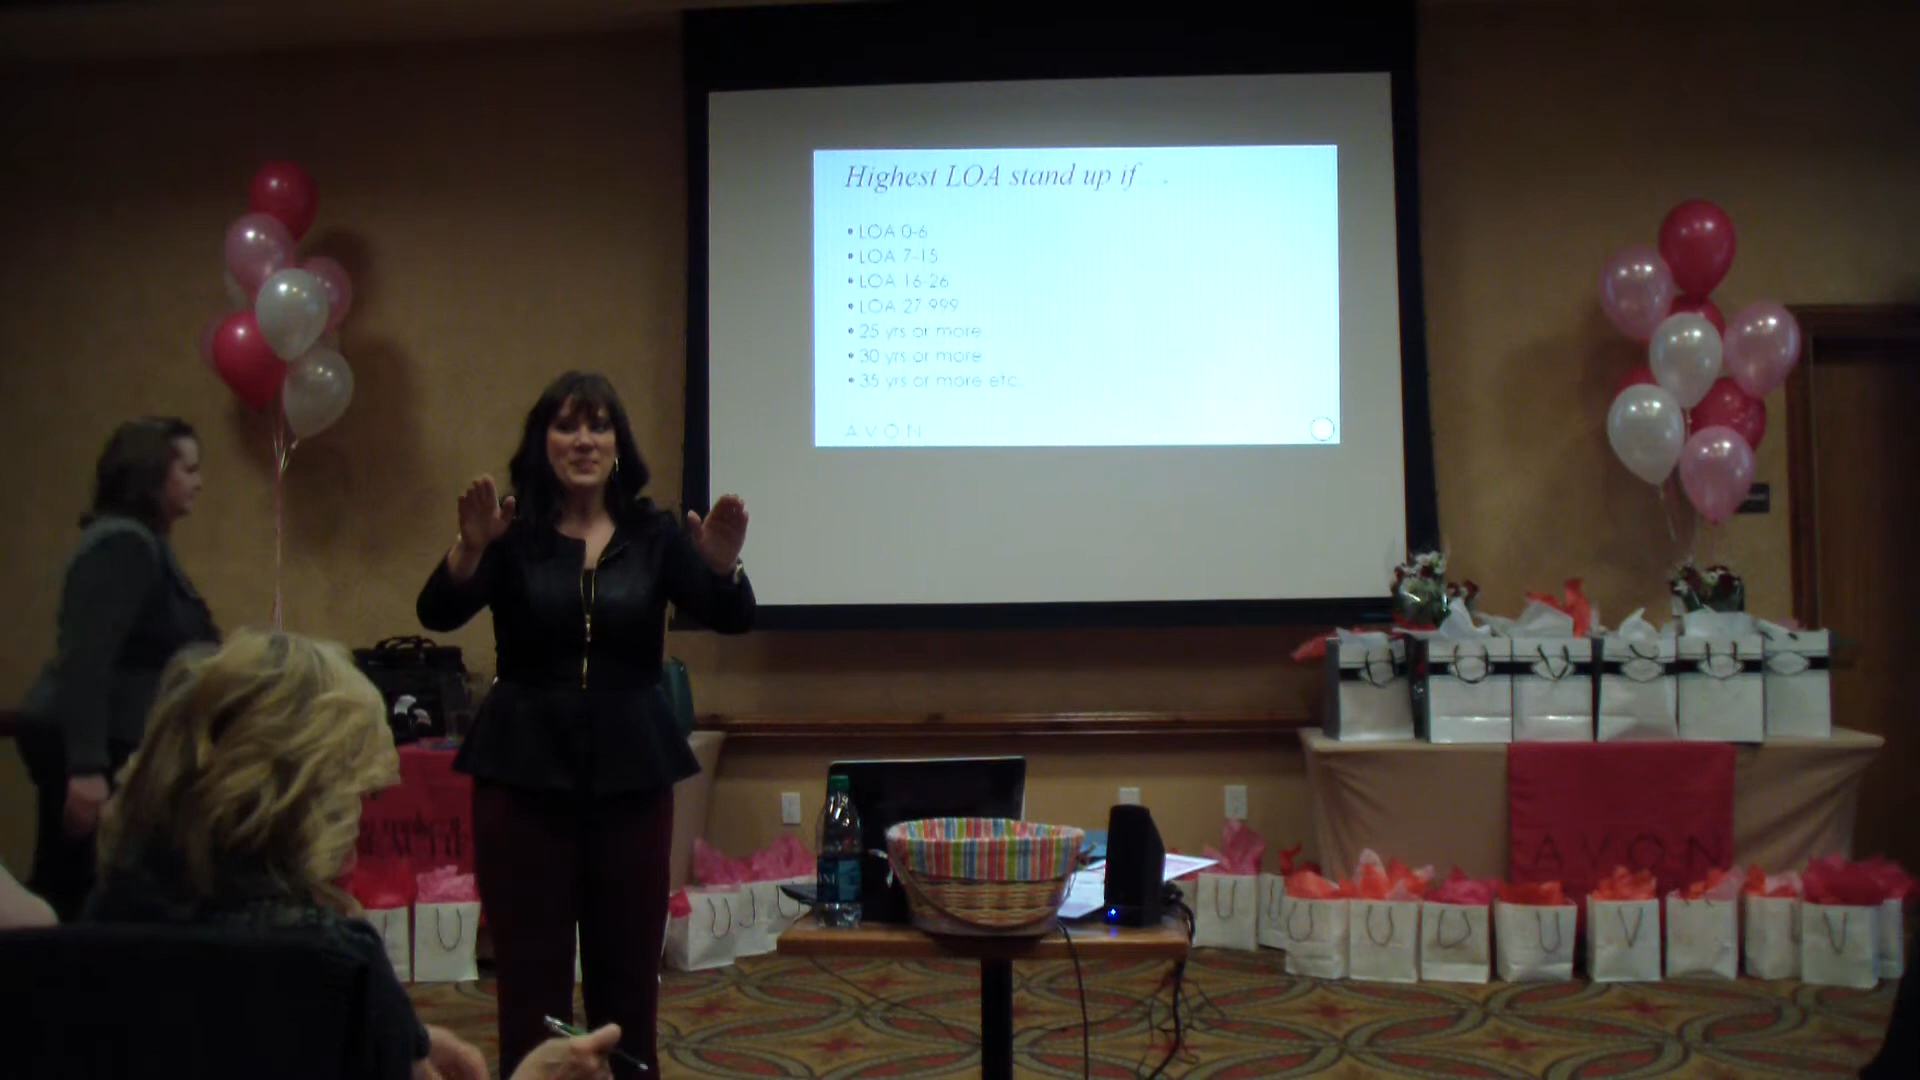 Highest LOA stand up if
• LOA 0-6
• LOA 7-15
• LOA 16-26
• LOA 27-999
• 25 yrs or more
• 30 yrs or more
• 35 yrs or more etc.
AVON
AVON